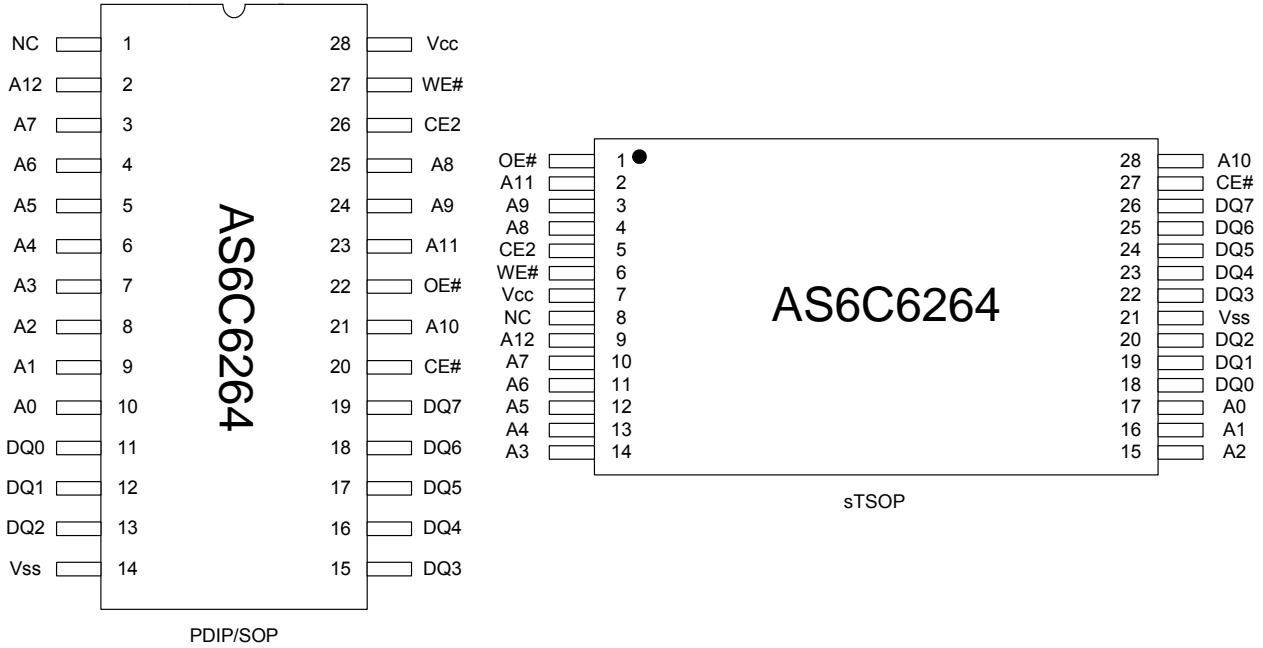 NC 1 28 Vcc
A12 2 27 WE#
A7 3 26 CE2
A6 4 25 A8
A5 5 24 A9
A4 6 23 A11
A3 7 22 OE#
A2 8 21 A10
A1 9 20 CE#
A0 10 19 DQ7
DQ0 11 18 DQ6
DQ1 12 17 DQ5
DQ2 13 16 DQ4
Vss 14 15 DQ3
AS6C6264
PDIP/SOP
OE# 1 28 A10
A11 2 27 CE#
A9 3 26 DQ7
A8 4 25 DQ6
CE2 5 24 DQ5
WE# 6 23 DQ4
Vcc 7 22 DQ3
NC 8 21 Vss
A12 9 20 DQ2
A7 10 19 DQ1
A6 11 18 DQ0
A5 12 17 A0
A4 13 16 A1
A3 14 15 A2
AS6C6264
sTSOP